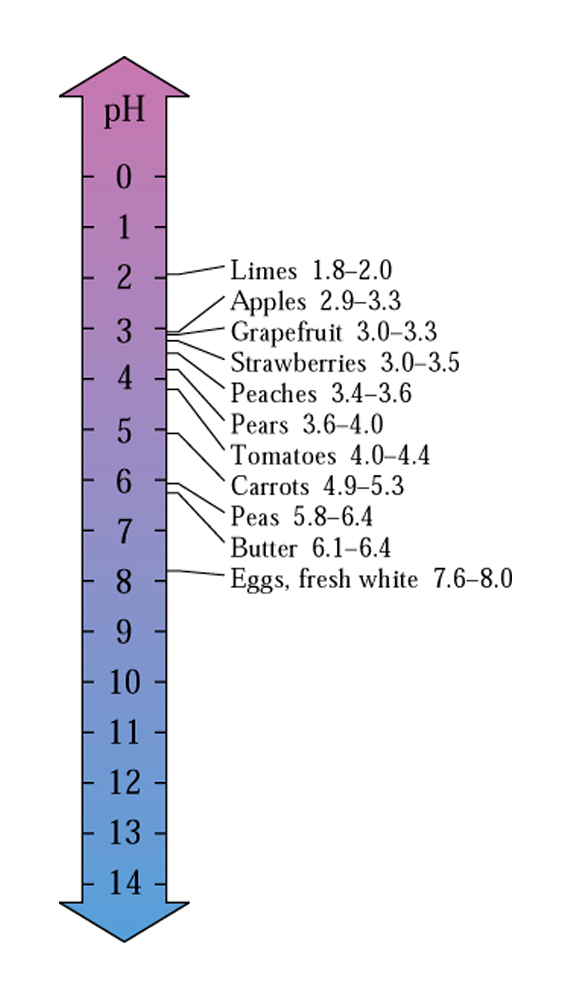 pH
0
1
2
3
4
5
6
7
8
9
10
11
12
13
14
Limes 1.8–2.0
Apples 2.9–3.3
Grapefruit 3.0–3.3
Strawberries 3.0–3.5
Peaches 3.4–3.6
Pears 3.6–4.0
Tomatoes 4.0–4.4
Carrots 4.9–5.3
Peas 5.8–6.4
Butter 6.1–6.4
Eggs, fresh white 7.6–8.0